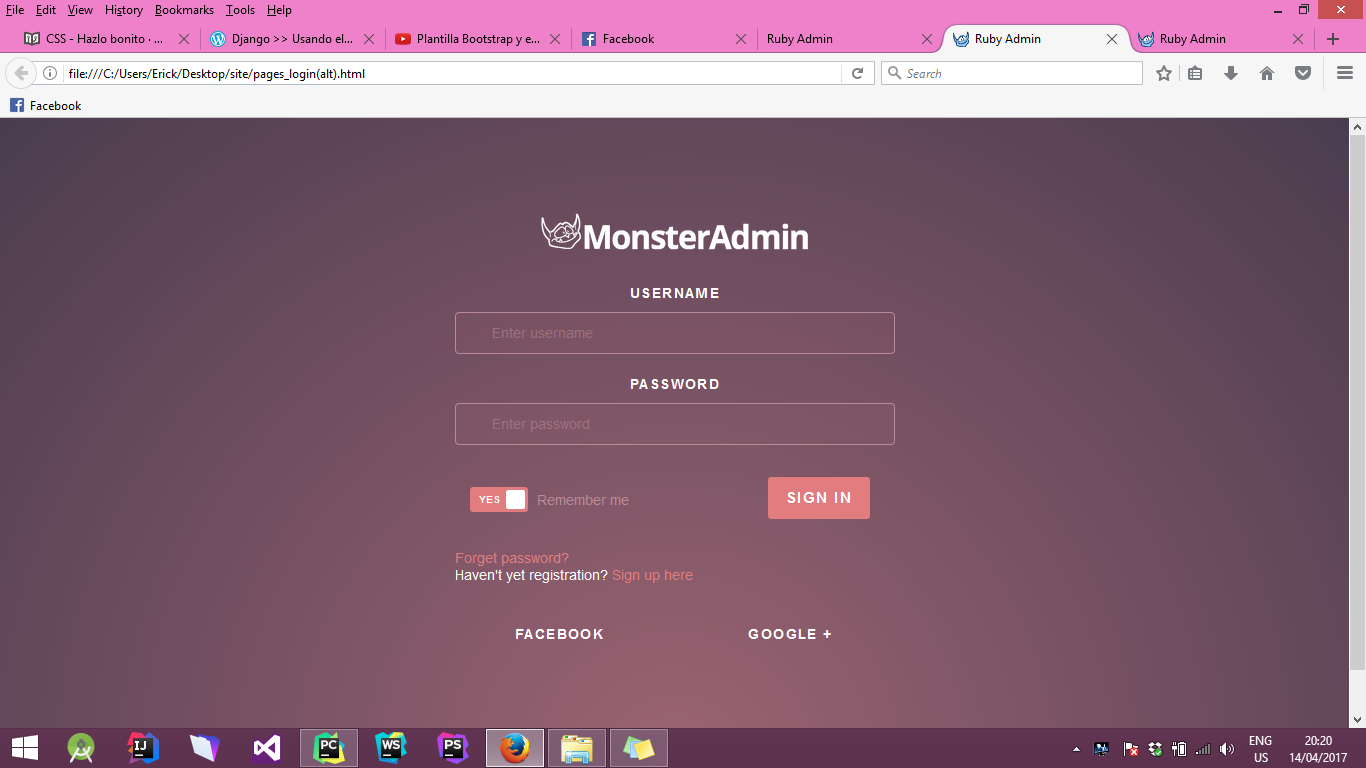 File Edit View History Bookmarks Tools Help
CSS - Hazlo bonito · Django >> Usando el... Plantilla Bootstrap y e... Facebook Ruby Admin Ruby Admin Ruby Admin
file:///C:/Users/Erick/Desktop/site/pages_login(alt).html Search
Facebook
MonsterAdmin
USERNAME
Enter username
PASSWORD
Enter password
YES Remember me SIGN IN
Forget password?
Haven't yet registration? Sign up here
FACEBOOK GOOGLE +
IJ PC WS PS
ENG 20:20
US 14/04/2017